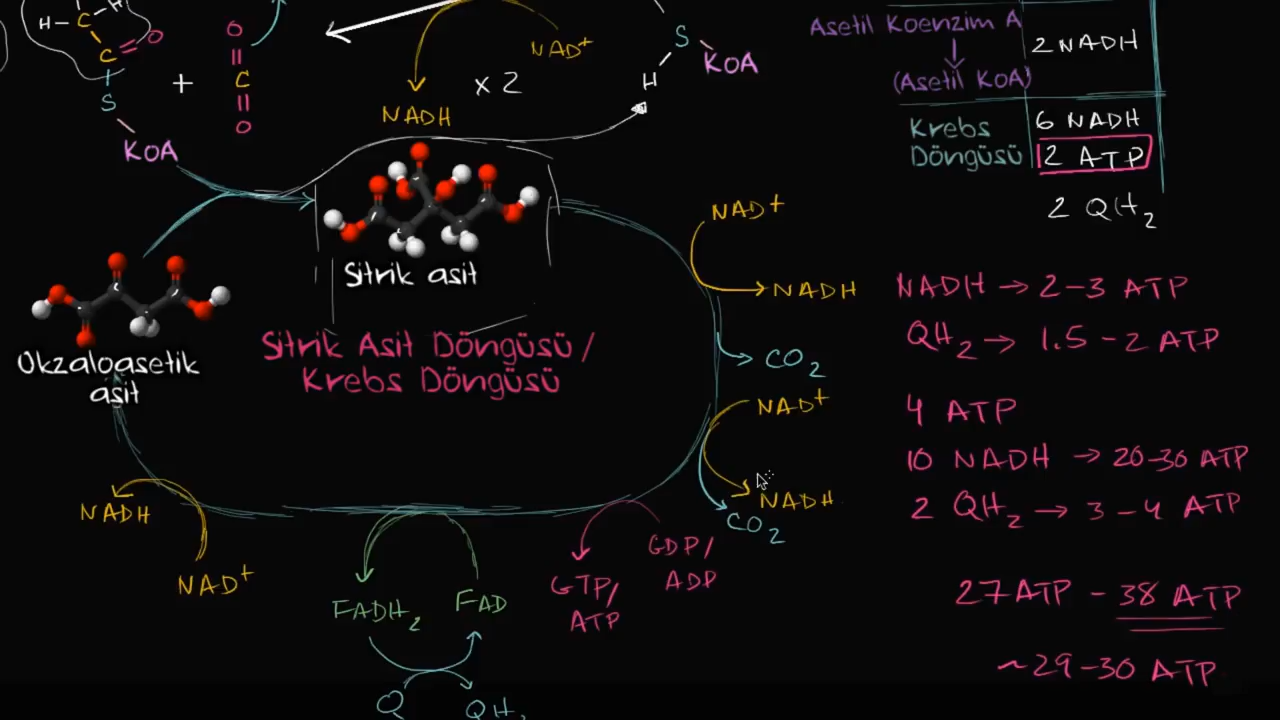 H
H
C
C
O
S
KOA
+
O
C
O
NADH
NAD+
x 2
S
H
KOA
Asetil Koenzim A
(Asetil KOA)
2 NADH
Krebs
Döngüsü
6 NADH
2 ATP
2 QH2
Sitrik asit
Okzaloasetik
asit
Sitrik Asit Döngüsü /
Krebs Döngüsü
NAD+
NADH
CO2
NAD+
NADH
CO2
GDP/
ADP
GTP/
ATP
FAD
FADH2
Q
QH2
NAD+
NADH
NADH → 2-3 ATP
QH2 → 1.5 - 2 ATP
4 ATP
10 NADH → 20-30 ATP
2 QH2 → 3 - 4 ATP
27 ATP - 38 ATP
~29-30 ATP